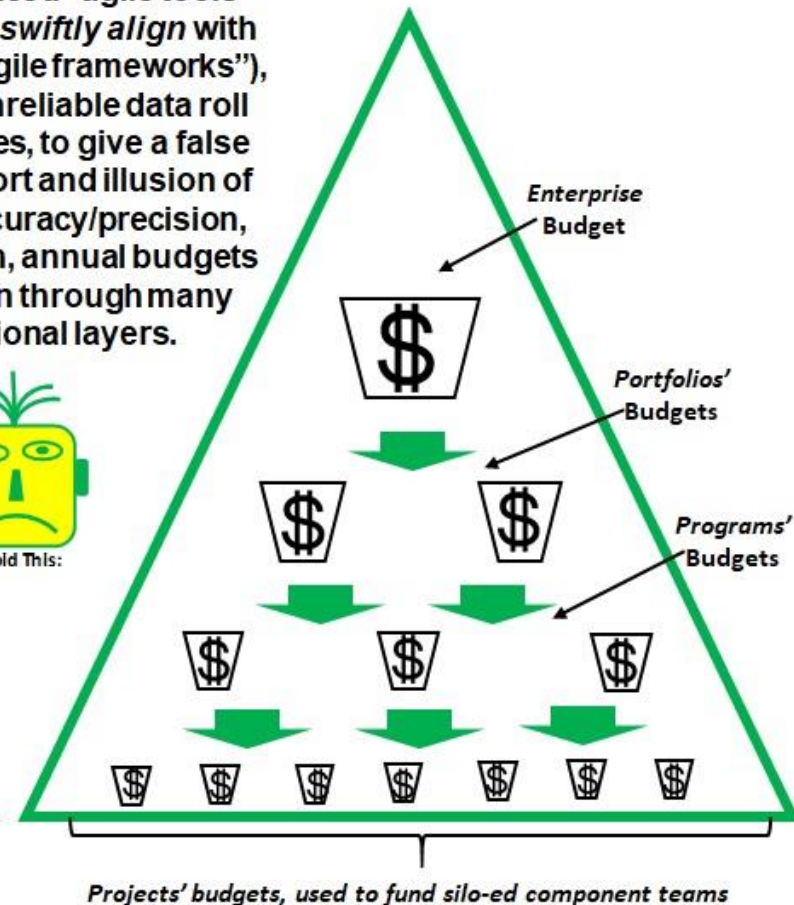 swiftly align with
gile frameworks”),
nreliable data roll
es, to give a false
ort and illusion of
curacy/precision,
n, annual budgets
n through many
ional layers.
Enterprise
Budget
$
Portfolios’
Budgets
$ $
ld This:
Programs’
Budgets
$ $ $
$ $ $ $ $ $ $
Projects’ budgets, used to fund silo-ed component teams